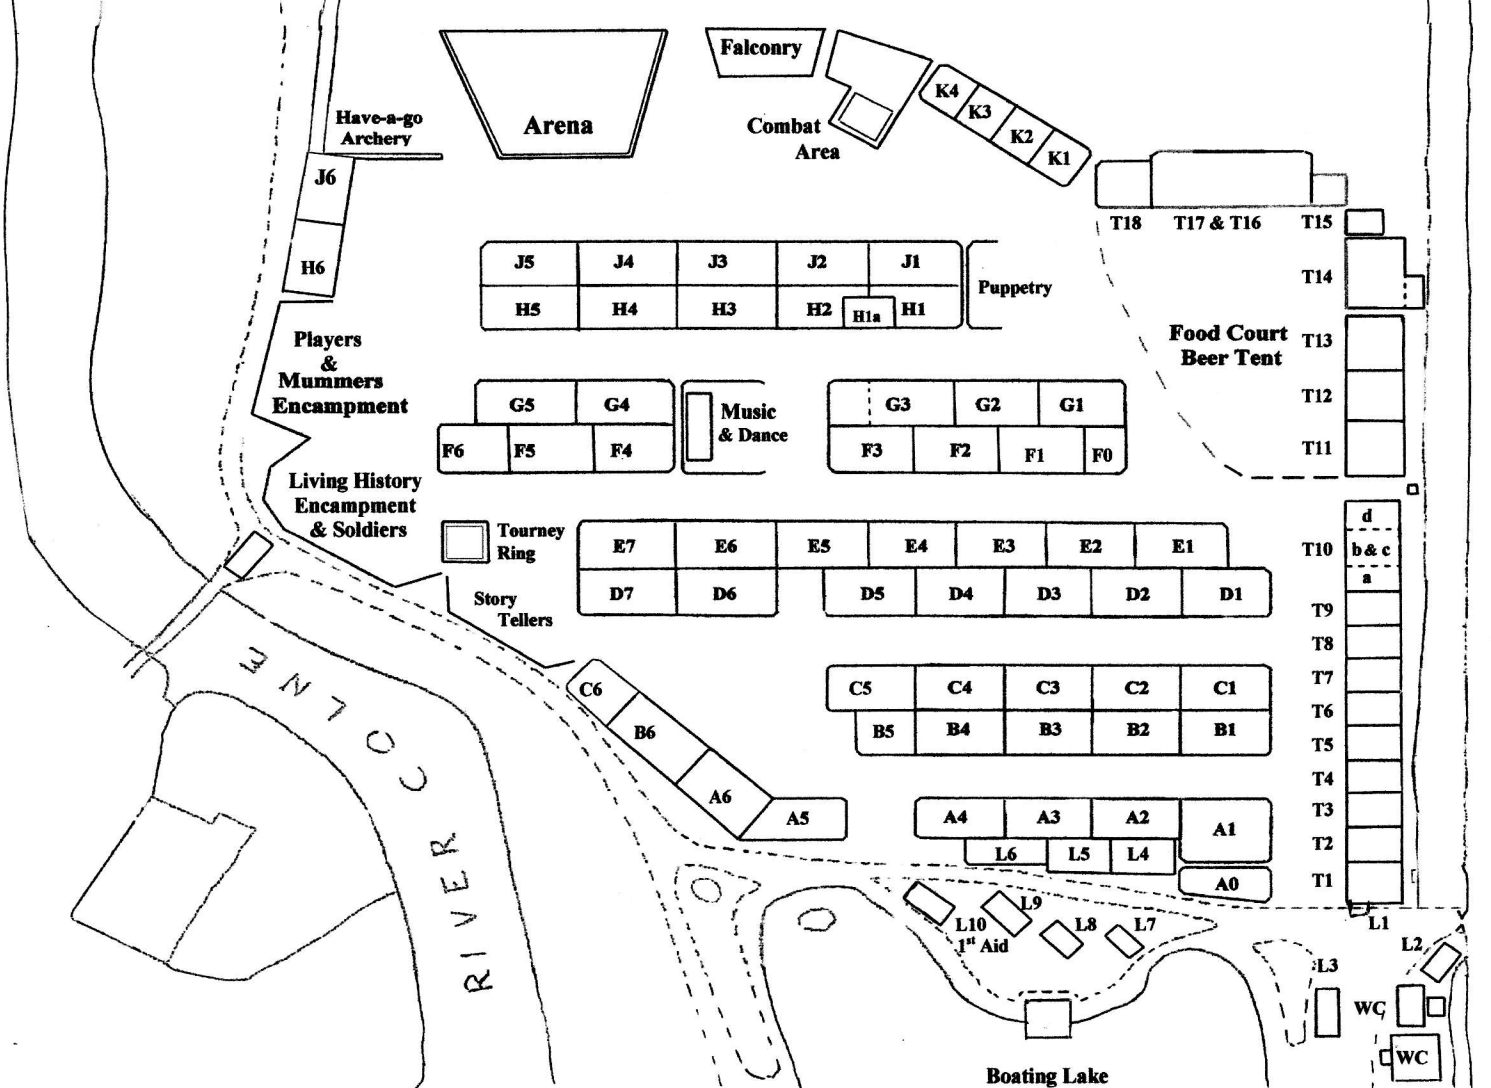 Falconry
K4
K3
K2
K1
Have-a-go
Archery
Arena
Combat
Area
J6
H6
T18
T17 & T16
T15
T14
J5
J4
J3
J2
J1
H5
H4
H3
H2
H1a
H1
Puppetry
Food Court
Beer Tent
T13
T12
T11
Players
&
Mummers
Encampment
G5
G4
Music
& Dance
G3
G2
G1
F6
F5
F4
F3
F2
F1
F0
Living History
Encampment
& Soldiers
Tourney
Ring
E7
E6
E5
E4
E3
E2
E1
T10
d
b & c
a
D7
D6
D5
D4
D3
D2
D1
Story
Tellers
T9
T8
T7
T6
T5
T4
T3
T2
T1
C6
B6
A6
A5
C5
C4
C3
C2
C1
B5
B4
B3
B2
B1
A4
A3
A2
A1
L6
L5
L4
A0
L10
1st Aid
L9
L8
L7
L1
L2
L3
WC
WC
RIVER COLNE
Boating Lake